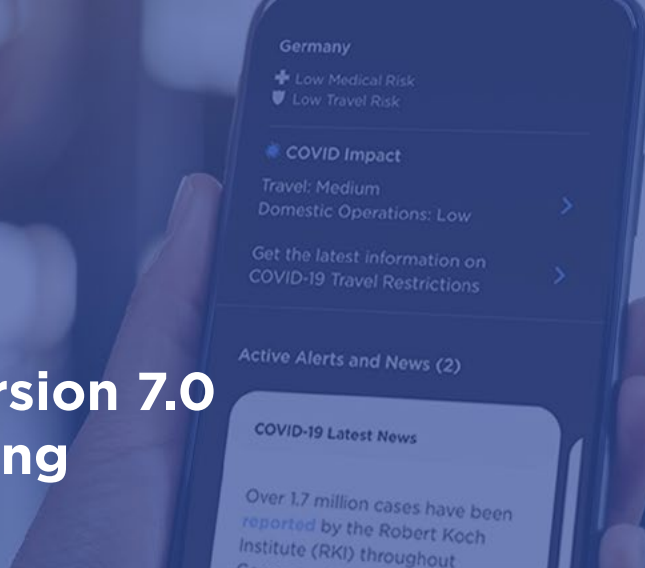 Germany
Low Medical Risk
Low Travel Risk
COVID Impact
Travel: Medium
Domestic Operations: Low
Get the latest information on
COVID-19 Travel Restrictions
Active Alerts and News (2)
rsion 7.0
ng
COVID-19 Latest News
Over 1.7 million cases have been
reported by the Robert Koch
Institute (RKI) throughout